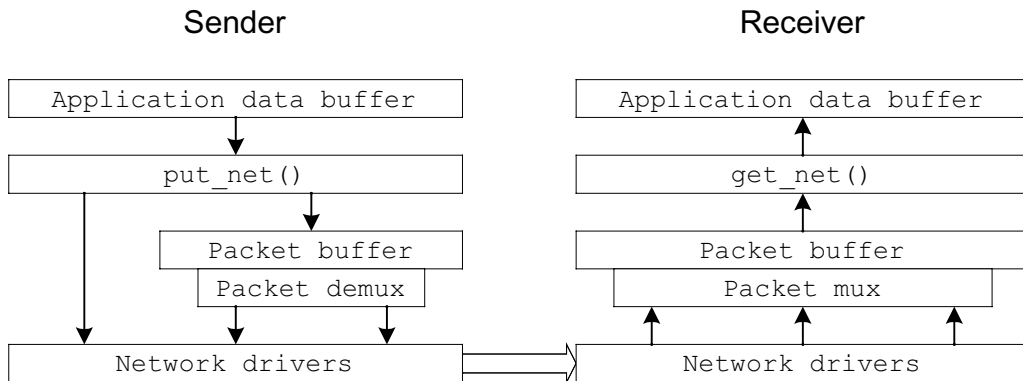 Sender
Application data buffer
put_net()
Packet buffer
Packet demux
Network drivers
Receiver
Application data buffer
get_net()
Packet buffer
Packet mux
Network drivers